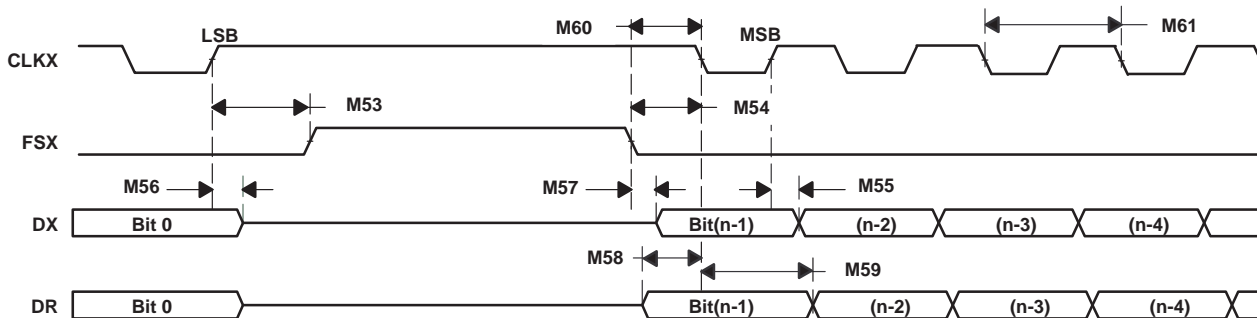 LSB M60 MSB M61
CLKX
M53 M54
FSX
M56 M57 M55
DX Bit 0 Bit(n-1) (n-2) (n-3) (n-4)
M58 M59
DR Bit 0 Bit(n-1) (n-2) (n-3) (n-4)